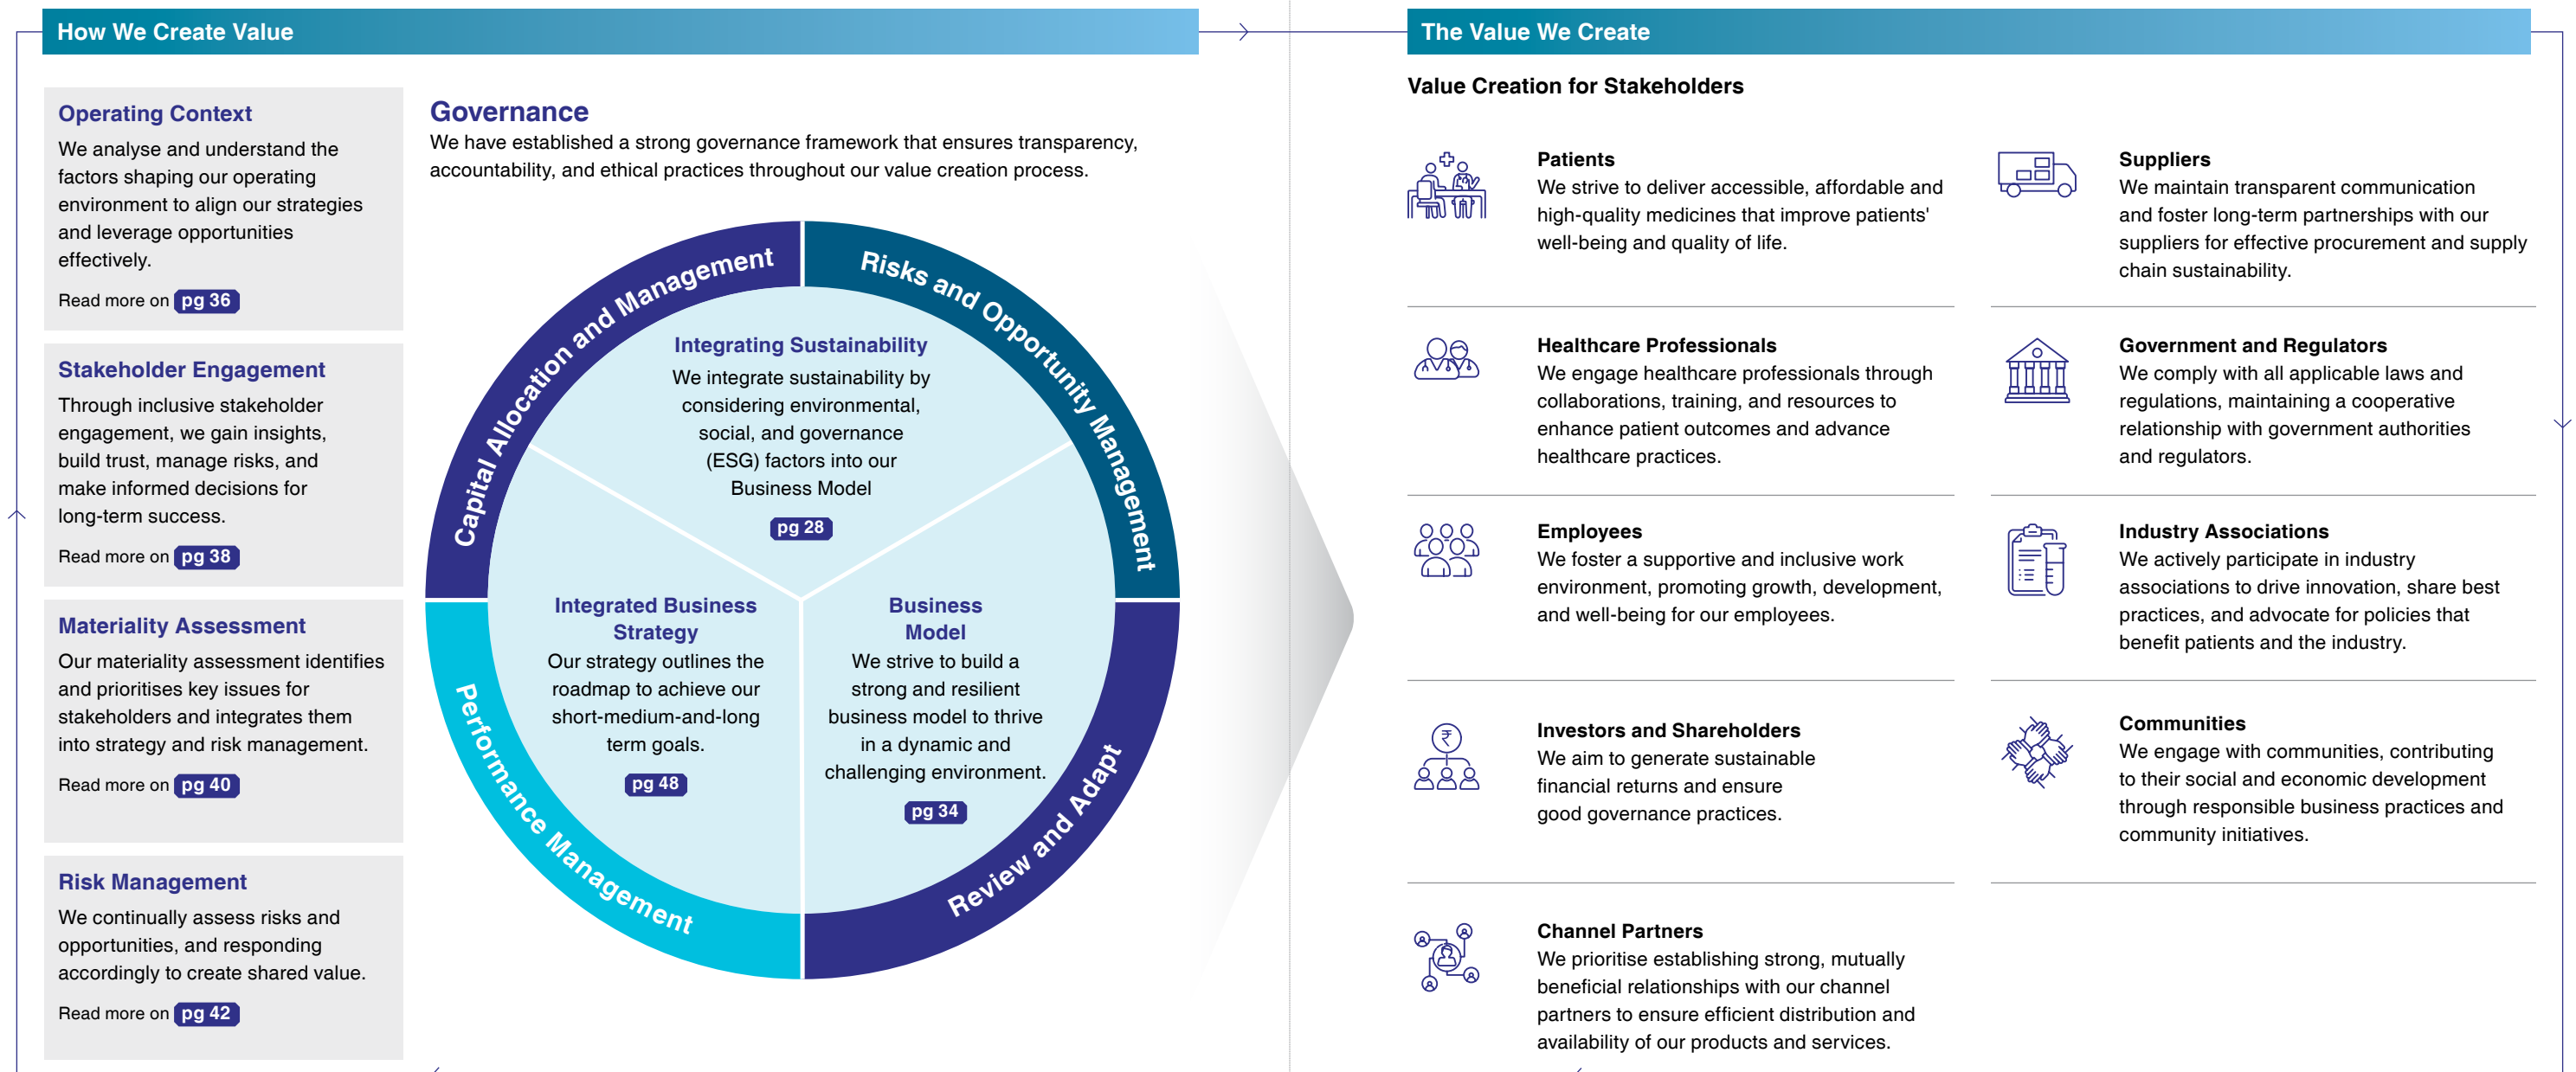 How We Create Value
Operating Context
We analyse and understand the
factors shaping our operating
environment to align our strategies
and leverage opportunities
effectively.
Read more on pg 36
Stakeholder Engagement
Through inclusive stakeholder
engagement, we gain insights,
build trust, manage risks, and
make informed decisions for
long-term success.
Read more on pg 38
Materiality Assessment
Our materiality assessment identifies
and prioritises key issues for
stakeholders and integrates them
into strategy and risk management.
Read more on pg 40
Risk Management
We continually assess risks and
opportunities, and responding
accordingly to create shared value.
Read more on pg 42
Governance
We have established a strong governance framework that ensures transparency,
accountability, and ethical practices throughout our value creation process.
Capital Allocation and Management
Risks and Opportunity Management
Integrating Sustainability
We integrate sustainability by
considering environmental,
social, and governance
(ESG) factors into our
Business Model
pg 28
Integrated Business
Strategy
Our strategy outlines the
roadmap to achieve our
short-medium-and-long
term goals.
pg 48
Business
Model
We strive to build a
strong and resilient
business model to thrive
in a dynamic and
challenging environment.
pg 34
Performance Management
Review and Adapt
The Value We Create
Value Creation for Stakeholders
Patients
We strive to deliver accessible, affordable and
high-quality medicines that improve patients'
well-being and quality of life.
Healthcare Professionals
We engage healthcare professionals through
collaborations, training, and resources to
enhance patient outcomes and advance
healthcare practices.
Employees
We foster a supportive and inclusive work
environment, promoting growth, development,
and well-being for our employees.
₹
Investors and Shareholders
We aim to generate sustainable
financial returns and ensure
good governance practices.
Channel Partners
We prioritise establishing strong, mutually
beneficial relationships with our channel
partners to ensure efficient distribution and
availability of our products and services.
Suppliers
We maintain transparent communication
and foster long-term partnerships with our
suppliers for effective procurement and supply
chain sustainability.
Government and Regulators
We comply with all applicable laws and
regulations, maintaining a cooperative
relationship with government authorities
and regulators.
Industry Associations
We actively participate in industry
associations to drive innovation, share best
practices, and advocate for policies that
benefit patients and the industry.
Communities
We engage with communities, contributing
to their social and economic development
through responsible business practices and
community initiatives.